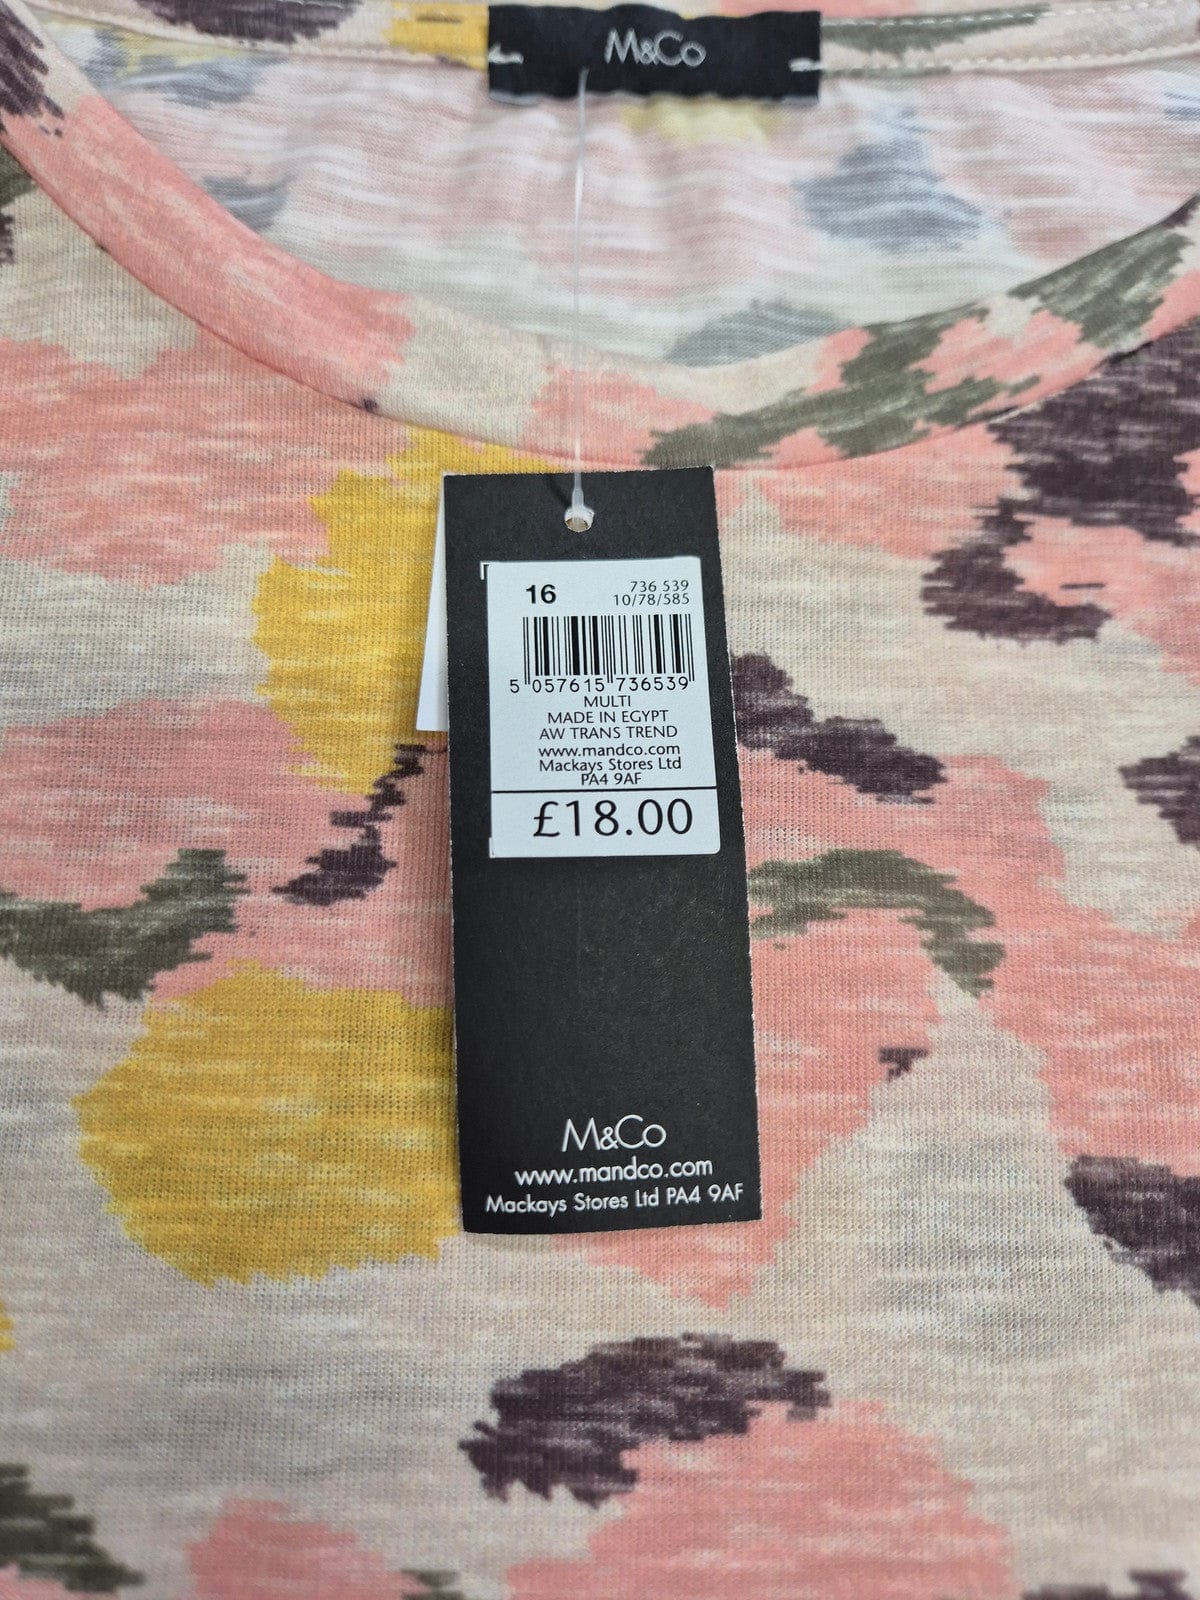 M&Co
16
736 539
10/78/585
5 057615 736539
MULTI
MADE IN EGYPT
AW TRANS TREND
www.mandco.com
Mackays Stores Ltd
PA4 9AF
£18.00
M&Co
www.mandco.com
Mackays Stores Ltd PA4 9AF